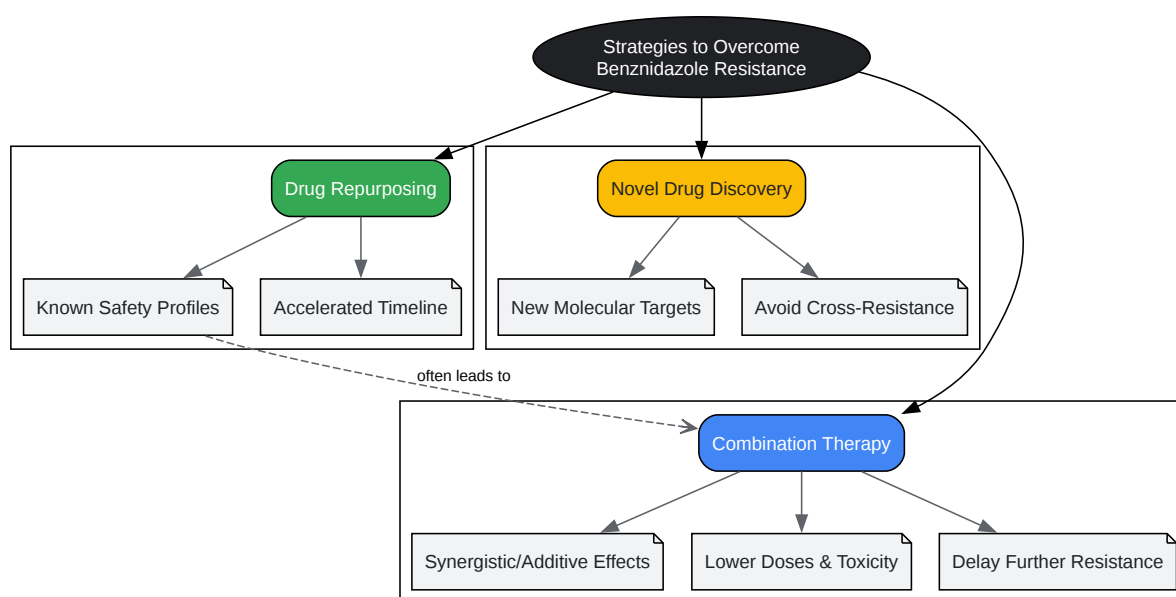 Strategies to Overcome
Benznidazole Resistance
Drug Repurposing
Novel Drug Discovery
Known Safety Profiles
Accelerated Timeline
New Molecular Targets
Avoid Cross-Resistance
often leads to
Combination Therapy
Synergistic/Additive Effects
Lower Doses & Toxicity
Delay Further Resistance